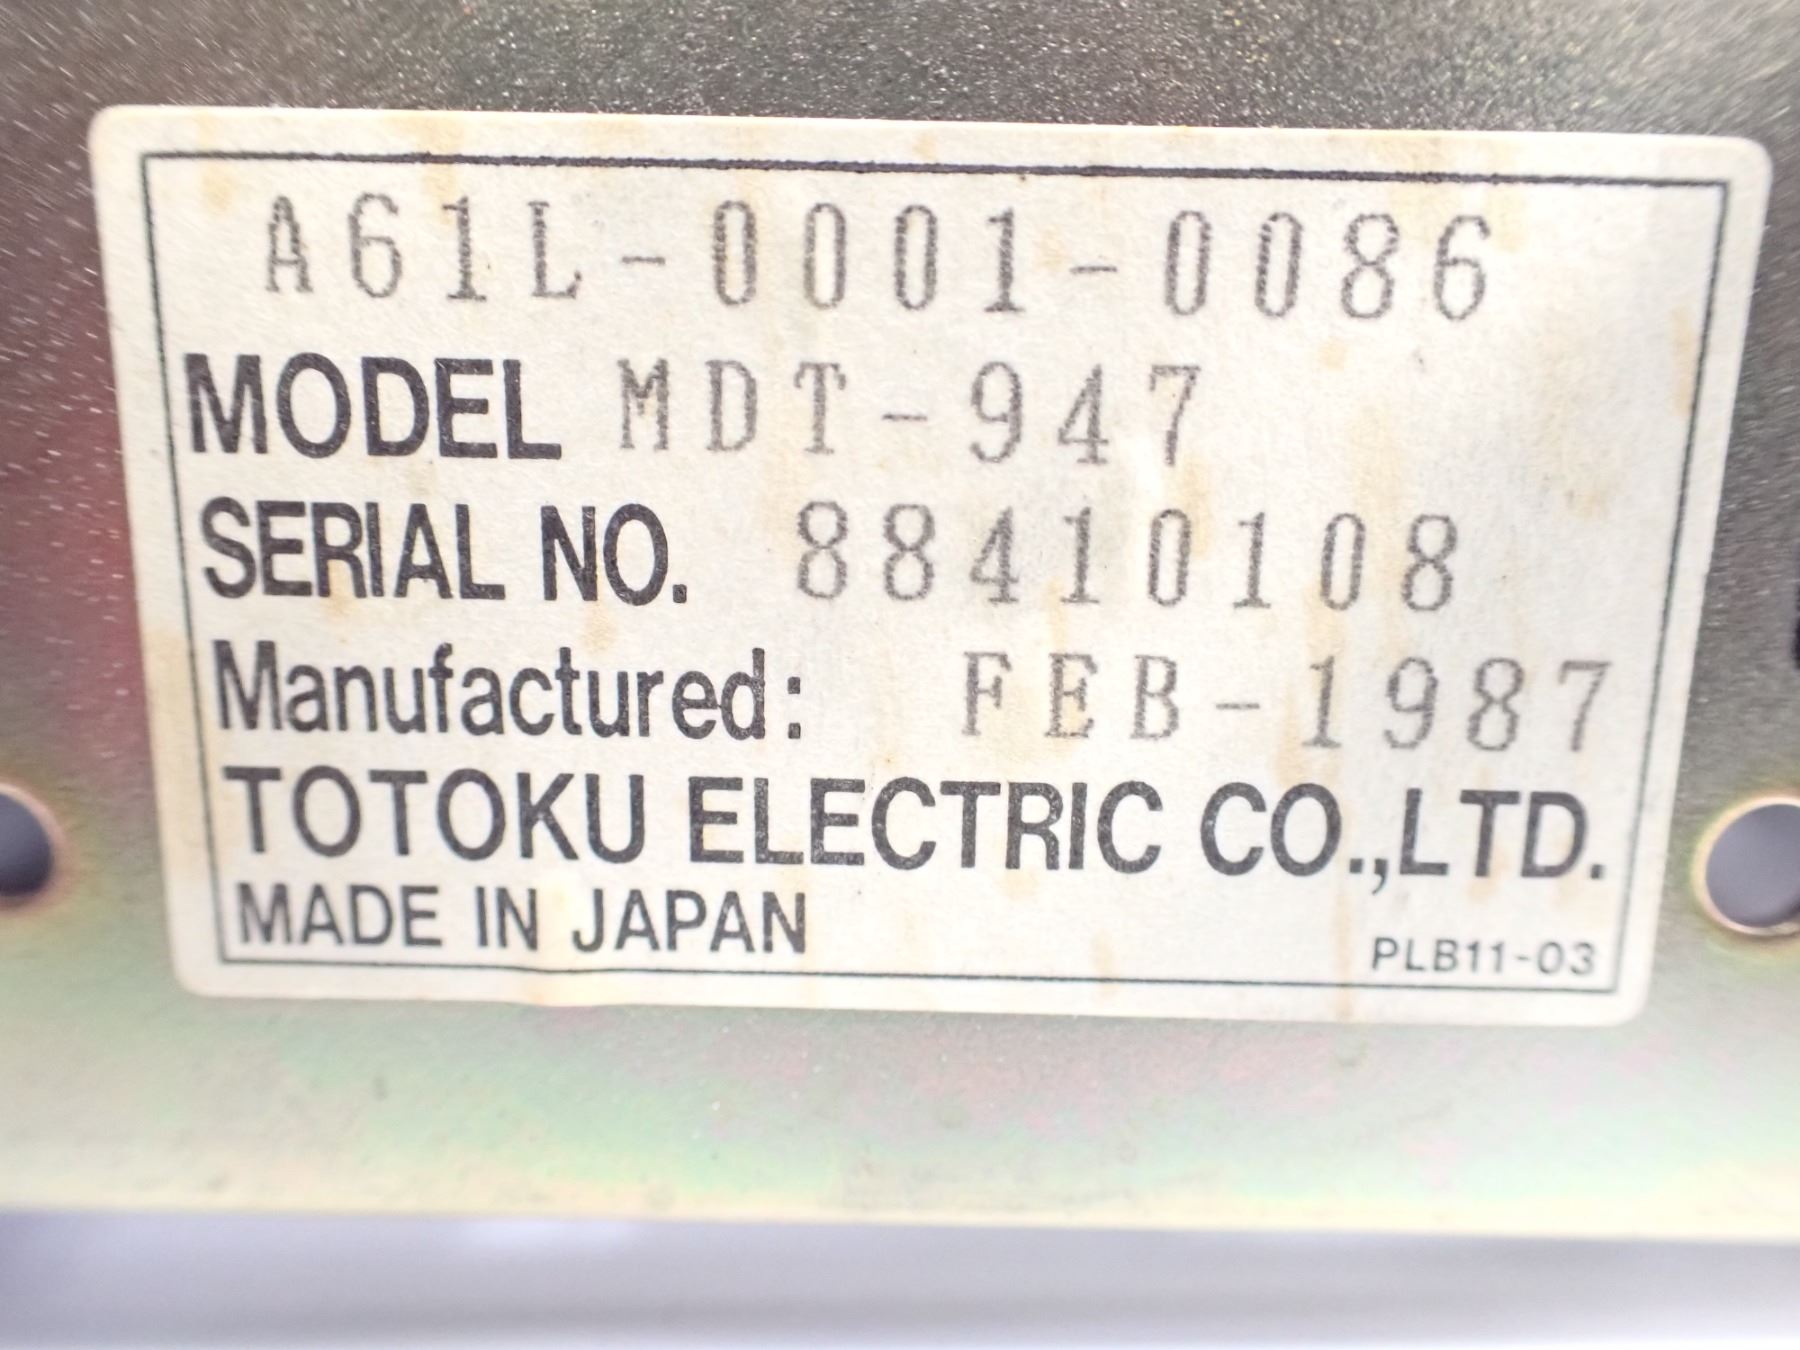 A61L-0001-0086
MODEL MDT-947
SERIAL NO. 88410108
Manufactured: FEB-1987
TOTOKU ELECTRIC CO.,LTD.
MADE IN JAPAN
PLB11-03